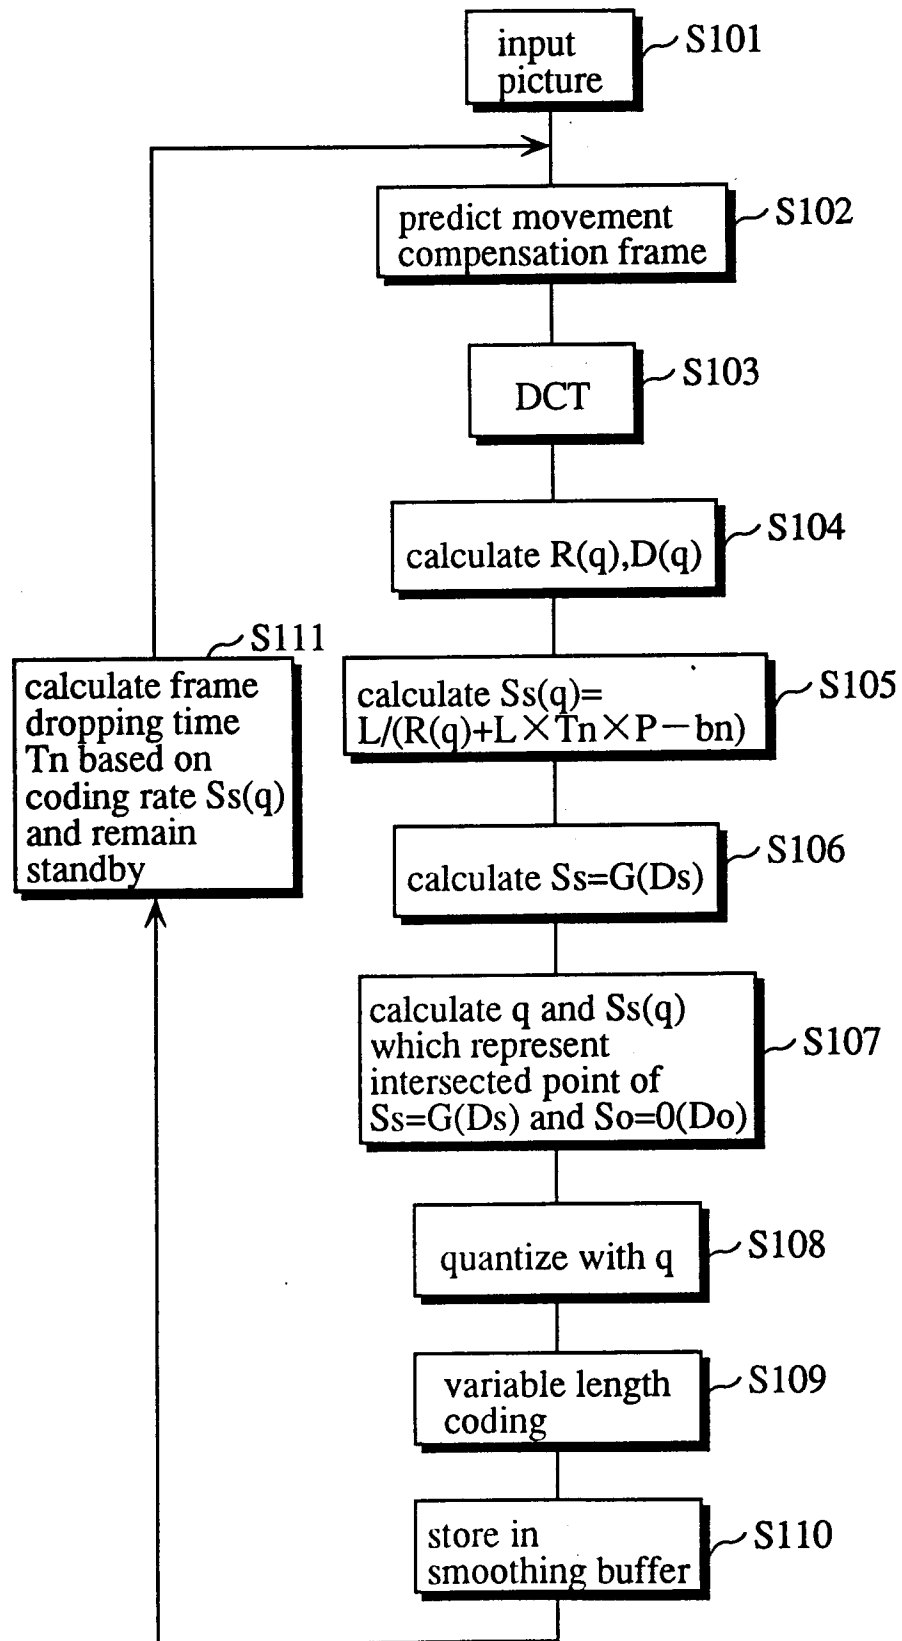 input
picture
S101
predict movement
compensation frame
S102
DCT
S103
calculate R(q),D(q)
S104
calculate Ss(q)=
L/(R(q)+L×Tn×P−bn)
S105
calculate Ss=G(Ds)
S106
calculate q and Ss(q)
which represent
intersected point of
Ss=G(Ds) and So=0(Do)
S107
quantize with q
S108
variable length
coding
S109
store in
smoothing buffer
S110
S111
calculate frame
dropping time
Tn based on
coding rate Ss(q)
and remain
standby